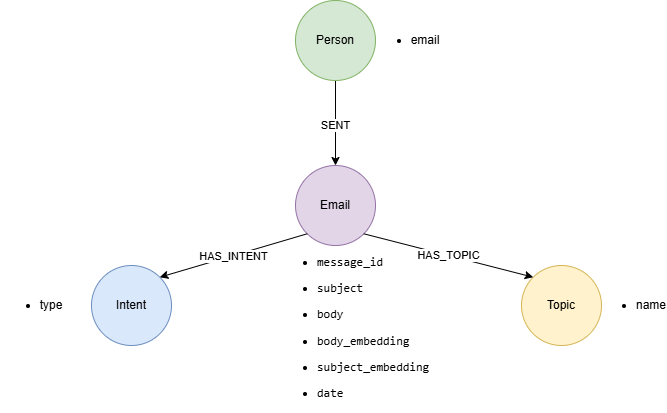 Person
• email
SENT
Email
HAS_INTENT
HAS_TOPIC
• message_id
• subject
• body
• body_embedding
• subject_embedding
• date
• type
Intent
Topic
• name